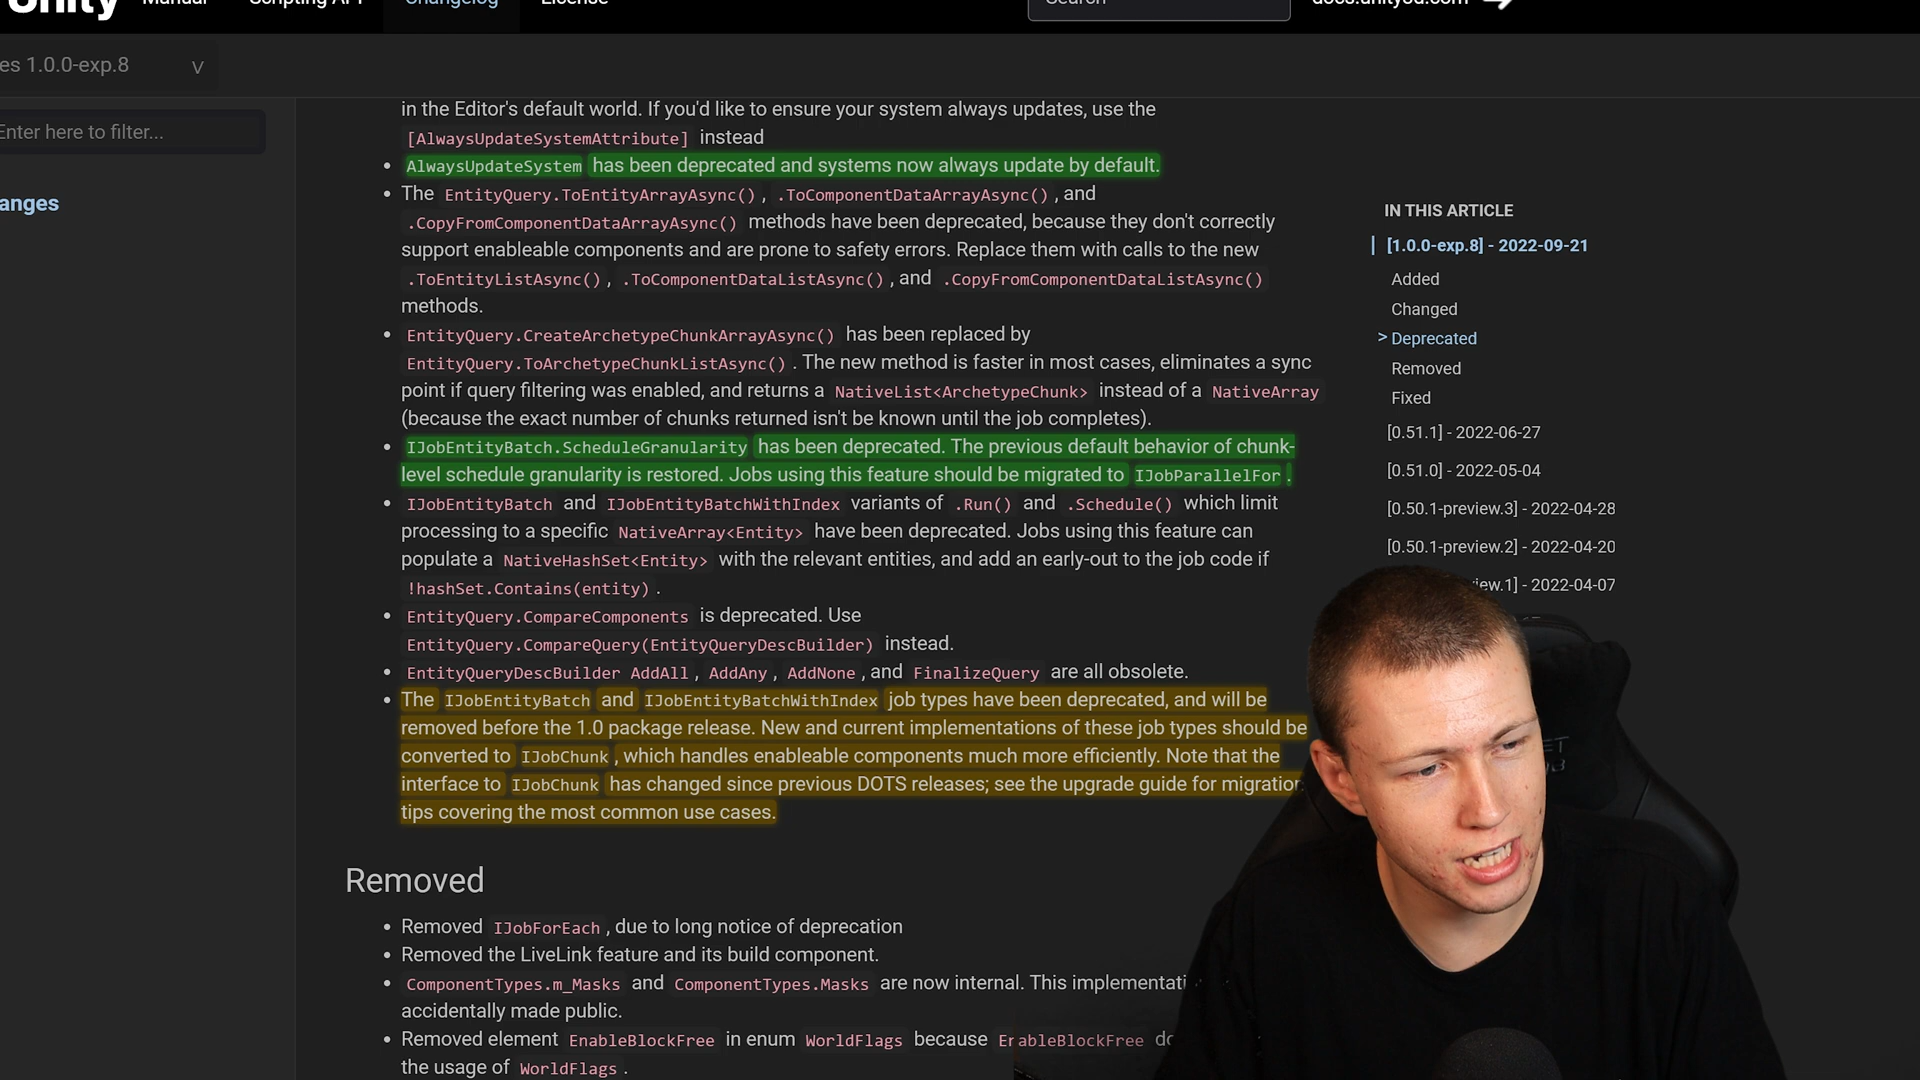 Unity Manual Scripting API Changelog License Search docs.unity3d.com
es 1.0.0-exp.8 V
Enter here to filter...
anges
in the Editor's default world. If you'd like to ensure your system always updates, use the
[AlwaysUpdateSystemAttribute] instead
AlwaysUpdateSystem has been deprecated and systems now always update by default.
The EntityQuery.ToEntityArrayAsync() , .ToComponentDataArrayAsync() , and
.CopyFromComponentDataArrayAsync() methods have been deprecated, because they don't correctly
support enableable components and are prone to safety errors. Replace them with calls to the new
.ToEntityListAsync() , .ToComponentDataListAsync() , and .CopyFromComponentDataListAsync()
methods.
EntityQuery.CreateArchetypeChunkArrayAsync() has been replaced by
EntityQuery.ToArchetypeChunkListAsync() . The new method is faster in most cases, eliminates a sync
point if query filtering was enabled, and returns a NativeList<ArchetypeChunk> instead of a NativeArray
(because the exact number of chunks returned isn't be known until the job completes).
IJobEntityBatch.ScheduleGranularity has been deprecated. The previous default behavior of chunk-
level schedule granularity is restored. Jobs using this feature should be migrated to IJobParallelFor .
IJobEntityBatch and IJobEntityBatchWithIndex variants of .Run() and .Schedule() which limit
processing to a specific NativeArray<Entity> have been deprecated. Jobs using this feature can
populate a NativeHashSet<Entity> with the relevant entities, and add an early-out to the job code if
!hashSet.Contains(entity) .
EntityQuery.CompareComponents is deprecated. Use
EntityQuery.CompareQuery(EntityQueryDescBuilder) instead.
EntityQueryDescBuilder AddAll , AddAny , AddNone , and FinalizeQuery are all obsolete.
The IJobEntityBatch and IJobEntityBatchWithIndex job types have been deprecated, and will be
removed before the 1.0 package release. New and current implementations of these job types should be
converted to IJobChunk , which handles enableable components much more efficiently. Note that the
interface to IJobChunk has changed since previous DOTS releases; see the upgrade guide for migration
tips covering the most common use cases.
Removed
Removed IJobForEach , due to long notice of deprecation
Removed the LiveLink feature and its build component.
ComponentTypes.m_Masks and ComponentTypes.Masks are now internal. This implementati
accidentally made public.
Removed element EnableBlockFree in enum WorldFlags because EnableBlockFree do
the usage of WorldFlags .
IN THIS ARTICLE
[1.0.0-exp.8] - 2022-09-21
Added
Changed
> Deprecated
Removed
Fixed
[0.51.1] - 2022-06-27
[0.51.0] - 2022-05-04
[0.50.1-preview.3] - 2022-04-28
[0.50.1-preview.2] - 2022-04-20
iew.1] - 2022-04-07